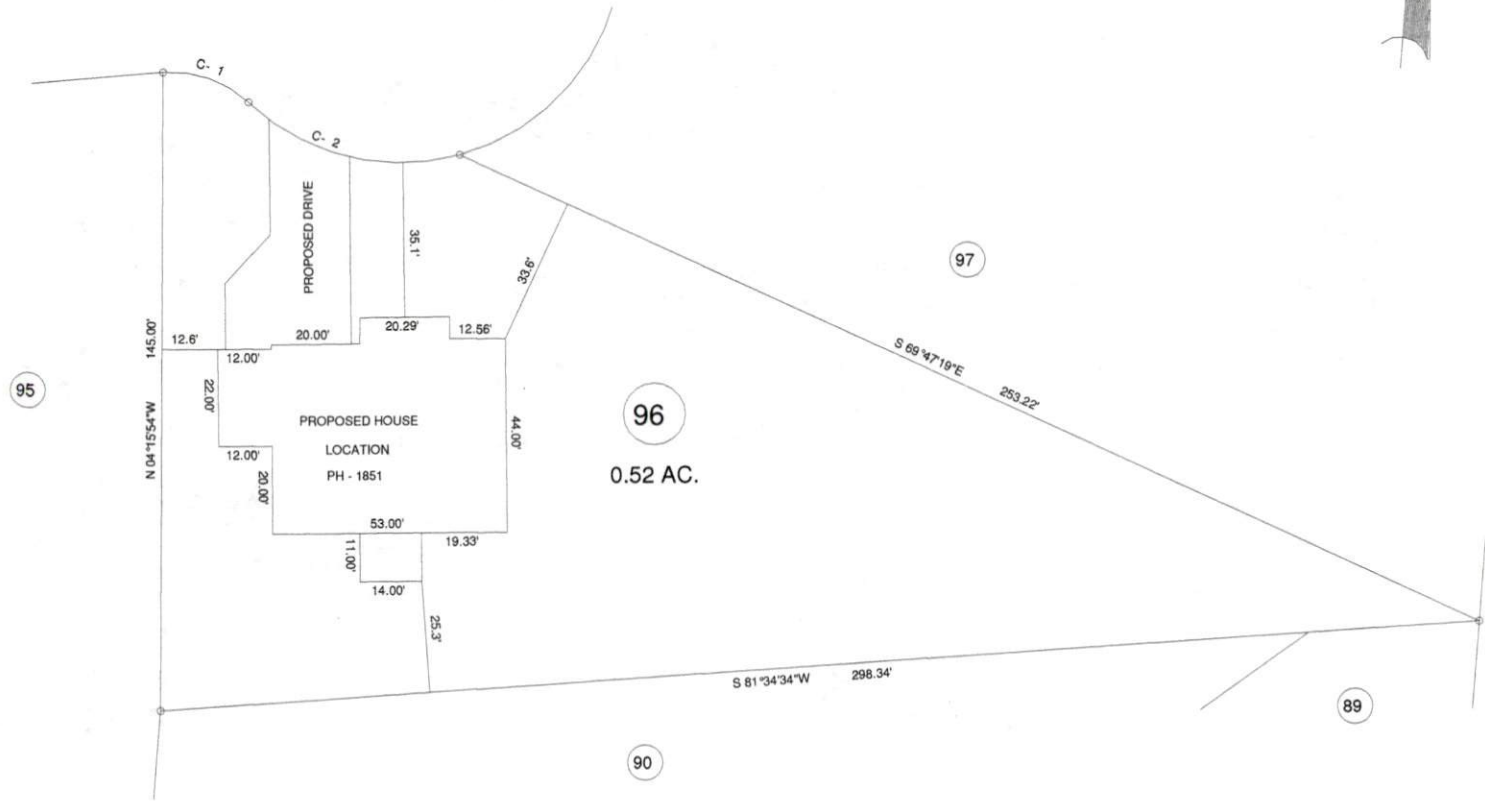 C- 1
C- 2
PROPOSED DRIVE
35.1'
33.6'
97
S 69°47'19"E 253.22'
N 04°15'54"W 145.00'
12.6'
12.00'
20.00'
20.29'
12.56'
95
22.00'
PROPOSED HOUSE
LOCATION
PH - 1851
44.00'
96
0.52 AC.
12.00'
20.00'
53.00'
19.33'
11.00'
14.00'
25.3'
S 81°34'34"W 298.34'
89
90